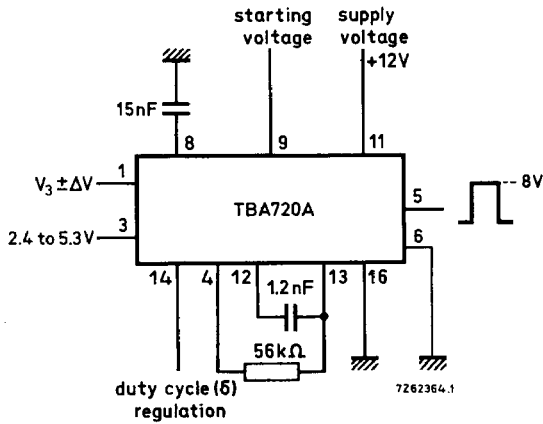 starting voltage
supply voltage
+12V
15nF
8
9
11
1
V3 ±ΔV
TBA720A
5
8V
3
2.4 to 5.3V
6
14
4
12
13
16
1.2nF
56kΩ
duty cycle (δ)
regulation
7Z62364.1